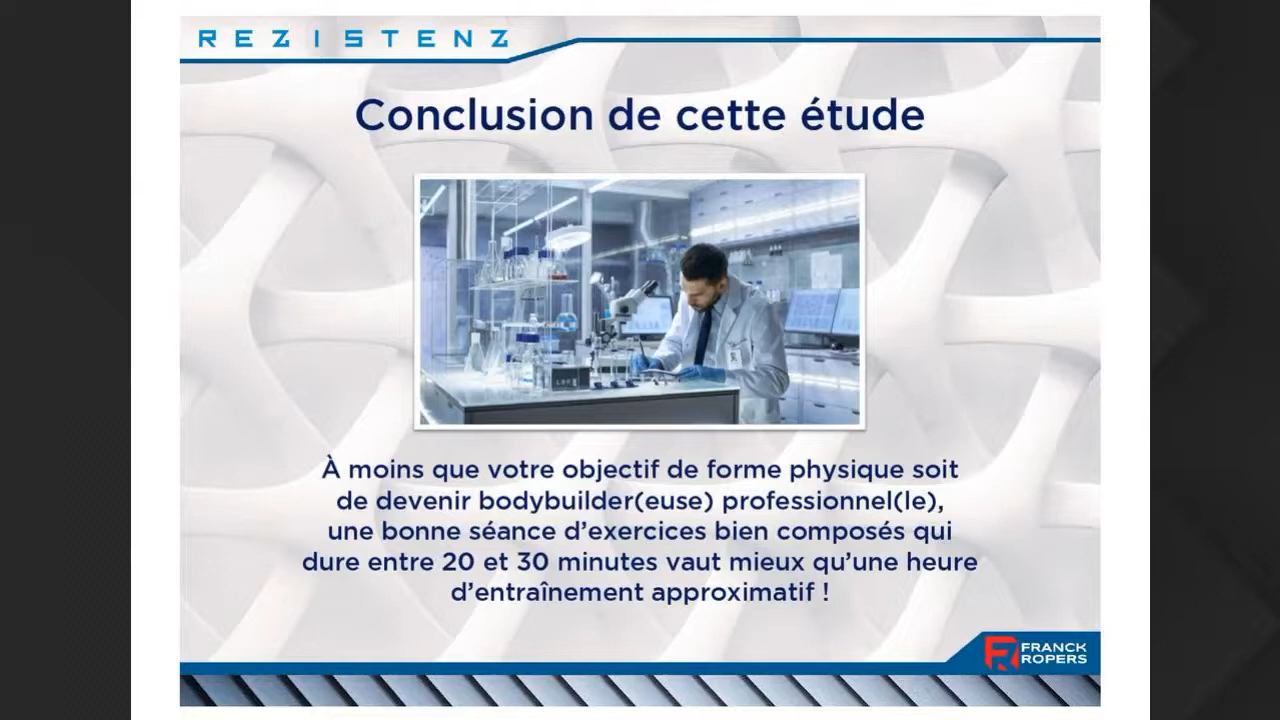 REZISTENZ
Conclusion de cette étude
À moins que votre objectif de forme physique soit
de devenir bodybuilder(euse) professionnel(le),
une bonne séance d’exercices bien composés qui
dure entre 20 et 30 minutes vaut mieux qu’une heure
d’entraînement approximatif !
FRANCK
ROPERS